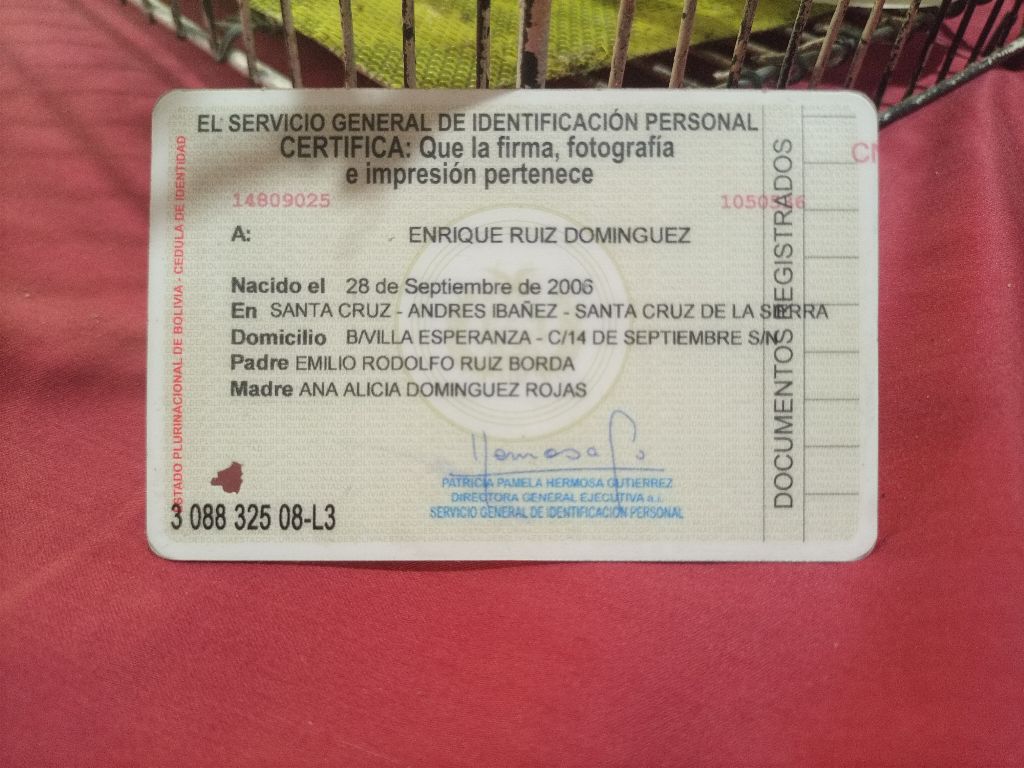 EL SERVICIO GENERAL DE IDENTIFICACIÓN PERSONAL
CERTIFICA: Que la firma, fotografía
e impresión pertenece
14809025
A: ENRIQUE RUIZ DOMINGUEZ
Nacido el 28 de Septiembre de 2006
En SANTA CRUZ - ANDRES IBAÑEZ - SANTA CRUZ DE LA SIERRA
Domicilio B/VILLA ESPERANZA - C/14 DE SEPTIEMBRE S/N
Padre EMILIO RODOLFO RUIZ BORDA
Madre ANA ALICIA DOMINGUEZ ROJAS
PATRICIA PAMELA HERMOSA GUTIERREZ
DIRECTORA GENERAL EJECUTIVA a.i.
SERVICIO GENERAL DE IDENTIFICACIÓN PERSONAL
3 088 325 08-L3
ESTADO PLURINACIONAL DE BOLIVIA - CEDULA DE IDENTIDAD
DOCUMENTOS REGISTRADOS